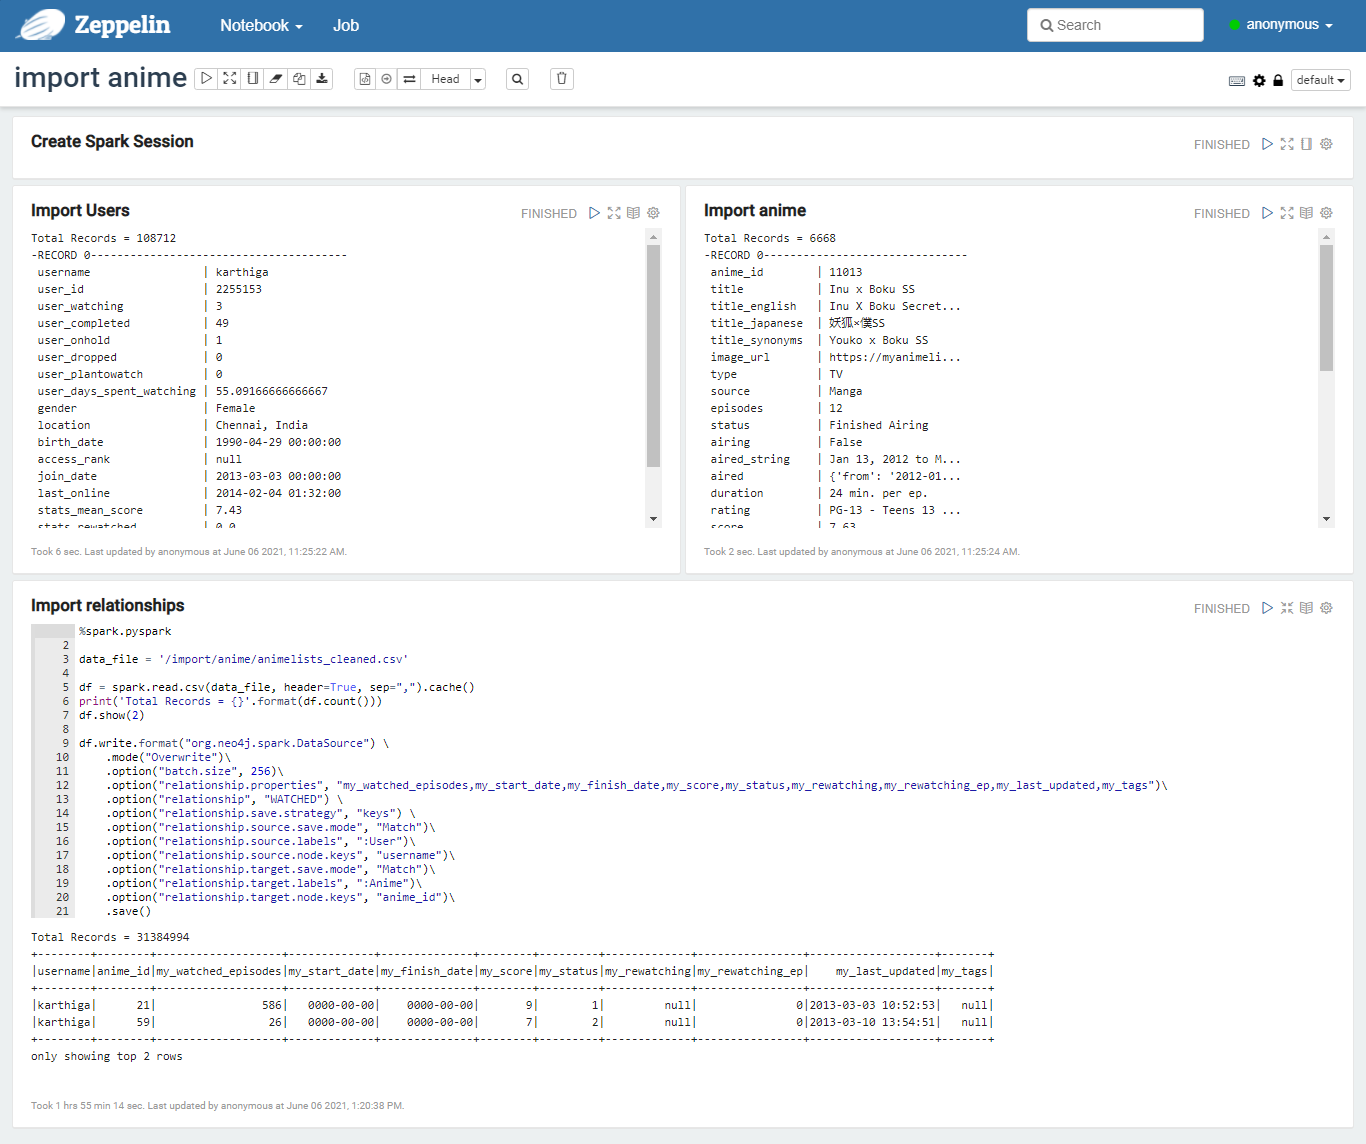 Zeppelin Notebook Job Search anonymous
import anime Head default
Create Spark Session FINISHED
Import Users FINISHED
Total Records = 108712
-RECORD 0---------------------------------------
username | karthiga
user_id | 2255153
user_watching | 3
user_completed | 49
user_onhold | 1
user_dropped | 0
user_plantowatch | 0
user_days_spent_watching | 55.09166666666667
gender | Female
location | Chennai, India
birth_date | 1990-04-29 00:00:00
access_rank | null
join_date | 2013-03-03 00:00:00
last_online | 2014-02-04 01:32:00
stats_mean_score | 7.43
stats_rewatched | 0.0
Took 6 sec. Last updated by anonymous at June 06 2021, 11:25:22 AM.
Import anime FINISHED
Total Records = 6668
-RECORD 0-------------------------------
anime_id | 11013
title | Inu x Boku SS
title_english | Inu X Boku Secret...
title_japanese | 妖狐×僕SS
title_synonyms | Youko x Boku SS
image_url | https://myanimeli...
type | TV
source | Manga
episodes | 12
status | Finished Airing
airing | False
aired_string | Jan 13, 2012 to M...
aired | {'from': '2012-01...
duration | 24 min. per ep.
rating | PG-13 - Teens 13 ...
score | 7.63
Took 2 sec. Last updated by anonymous at June 06 2021, 11:25:24 AM.
Import relationships FINISHED
%spark.pyspark
2
3 data_file = '/import/anime/animelists_cleaned.csv'
4
5 df = spark.read.csv(data_file, header=True, sep=",").cache()
6 print('Total Records = {}'.format(df.count()))
7 df.show(2)
8
9 df.write.format("org.neo4j.spark.DataSource") \
10 .mode("Overwrite")\
11 .option("batch.size", 256)\
12 .option("relationship.properties", "my_watched_episodes,my_start_date,my_finish_date,my_score,my_status,my_rewatching,my_rewatching_ep,my_last_updated,my_tags")\
13 .option("relationship", "WATCHED") \
14 .option("relationship.save.strategy", "keys") \
15 .option("relationship.source.save.mode", "Match")\
16 .option("relationship.source.labels", ":User")\
17 .option("relationship.source.node.keys", "username")\
18 .option("relationship.target.save.mode", "Match")\
19 .option("relationship.target.labels", ":Anime")\
20 .option("relationship.target.node.keys", "anime_id")\
21 .save()
Total Records = 31384994
+--------+--------+-------------------+-------------+--------------+--------+---------+-------------+----------------+-------------------+-------+
|username|anime_id|my_watched_episodes|my_start_date|my_finish_date|my_score|my_status|my_rewatching|my_rewatching_ep|    my_last_updated|my_tags|
+--------+--------+-------------------+-------------+--------------+--------+---------+-------------+----------------+-------------------+-------+
|karthiga|      21|                586|   0000-00-00|    0000-00-00|       9|        1|         null|               0|2013-03-03 10:52:53|   null|
|karthiga|      59|                 26|   0000-00-00|    0000-00-00|       7|        2|         null|               0|2013-03-10 13:54:51|   null|
+--------+--------+-------------------+-------------+--------------+--------+---------+-------------+----------------+-------------------+-------+
only showing top 2 rows
Took 1 hrs 55 min 14 sec. Last updated by anonymous at June 06 2021, 1:20:38 PM.